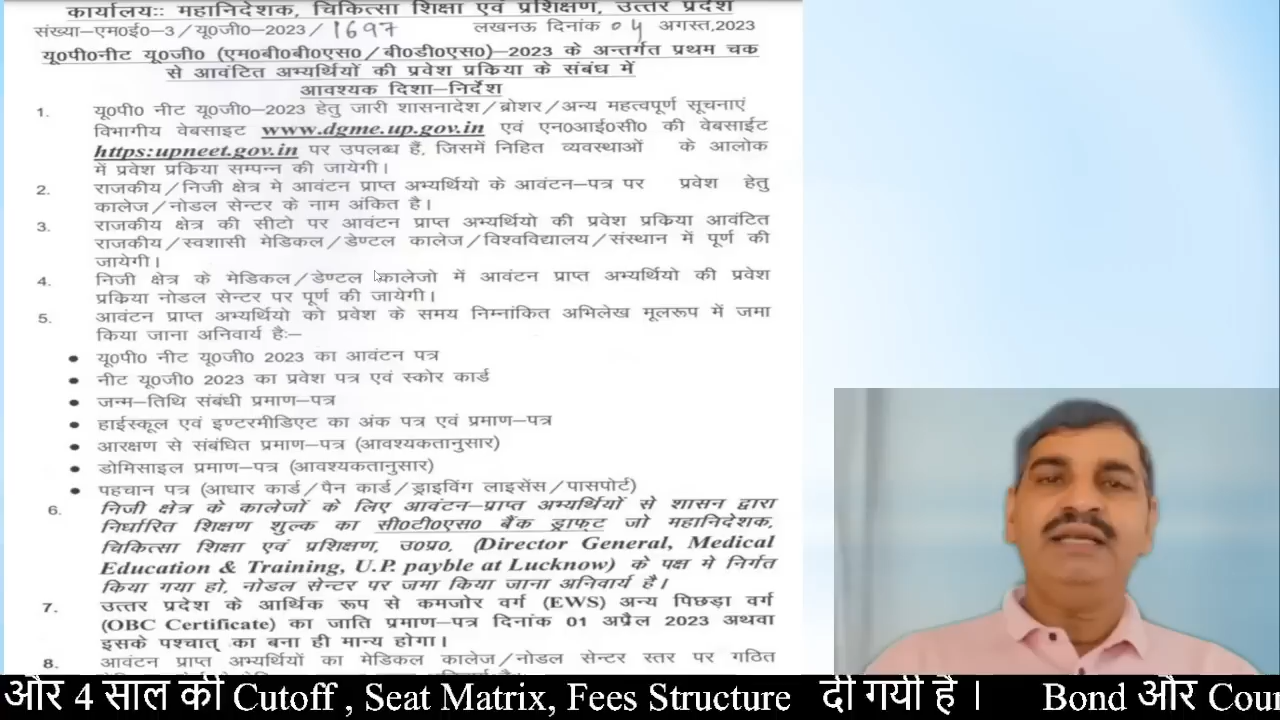 कार्यालयः महानिदेशक, चिकित्सा शिक्षा एवं प्रशिक्षण, उत्तर प्रदेश
संख्या—एम0ई0—3/यू0जी0—2023/1697 लखनऊ दिनांक 04 अगस्त,2023
यू0पी0नीट यू0जी0 (एम0बी0बी0एस0/बी0डी0एस0)—2023 के अन्तर्गत प्रथम चक
से आवंटित अभ्यर्थियों की प्रवेश प्रकिया के संबंध में
आवश्यक दिशा—निर्देश
1. यू0पी0 नीट यू0जी0—2023 हेतु जारी शासनादेश/ब्रोशर/अन्य महत्वपूर्ण सूचनाएं
विभागीय वेबसाइट www.dgme.up.gov.in एवं एन0आई0सी0 की वेबसाईट
https:upneet.gov.in पर उपलब्ध हैं, जिसमें निहित व्यवस्थाओं के आलोक
में प्रवेश प्रकिया सम्पन्न की जायेगी।
2. राजकीय/निजी क्षेत्र मे आवंटन प्राप्त अभ्यर्थियो के आवंटन—पत्र पर प्रवेश हेतु
कालेज/नोडल सेन्टर के नाम अंकित है।
3. राजकीय क्षेत्र की सीटो पर आवंटन प्राप्त अभ्यर्थियो की प्रवेश प्रकिया आवंटित
राजकीय/स्वशासी मेडिकल/डेण्टल कालेज/विश्वविद्यालय/संस्थान में पूर्ण की
जायेगी।
4. निजी क्षेत्र के मेडिकल/डेण्टल कालेजो में आवंटन प्राप्त अभ्यर्थियो की प्रवेश
प्रकिया नोडल सेन्टर पर पूर्ण की जायेगी।
5. आवंटन प्राप्त अभ्यर्थियो को प्रवेश के समय निम्नांकित अभिलेख मूलरूप में जमा
किया जाना अनिवार्य हैः—
• यू0पी0 नीट यू0जी0 2023 का आवंटन पत्र
• नीट यू0जी0 2023 का प्रवेश पत्र एवं स्कोर कार्ड
• जन्म—तिथि संबंधी प्रमाण—पत्र
• हाईस्कूल एवं इण्टरमीडिएट का अंक पत्र एवं प्रमाण—पत्र
• आरक्षण से संबंधित प्रमाण—पत्र (आवश्यकतानुसार)
• डोमिसाइल प्रमाण—पत्र (आवश्यकतानुसार)
• पहचान पत्र (आधार कार्ड/पैन कार्ड/ड्राइविंग लाइसेंस/पासपोर्ट)
6. निजी क्षेत्र के कालेजों के लिए आवंटन—प्राप्त अभ्यर्थियों से शासन द्वारा
निर्धारित शिक्षण शुल्क का सी0टी0एस0 बैंक ड्राफ्ट जो महानिदेशक,
चिकित्सा शिक्षा एवं प्रशिक्षण, उ0प्र0, (Director General, Medical
Education & Training, U.P. payble at Lucknow) के पक्ष मे निर्गत
किया गया हो, नोडल सेन्टर पर जमा किया जाना अनिवार्य है।
7. उत्तर प्रदेश के आर्थिक रूप से कमजोर वर्ग (EWS) अन्य पिछड़ा वर्ग
(OBC Certificate) का जाति प्रमाण—पत्र दिनांक 01 अप्रैल 2023 अथवा
इसके पश्चात् का बना ही मान्य होगा।
8. आवंटन प्राप्त अभ्यर्थियों का मेडिकल कालेज/नोडल सेन्टर स्तर पर गठित
और 4 साल की Cutoff , Seat Matrix, Fees Structure दी गयी है । Bond और Coun